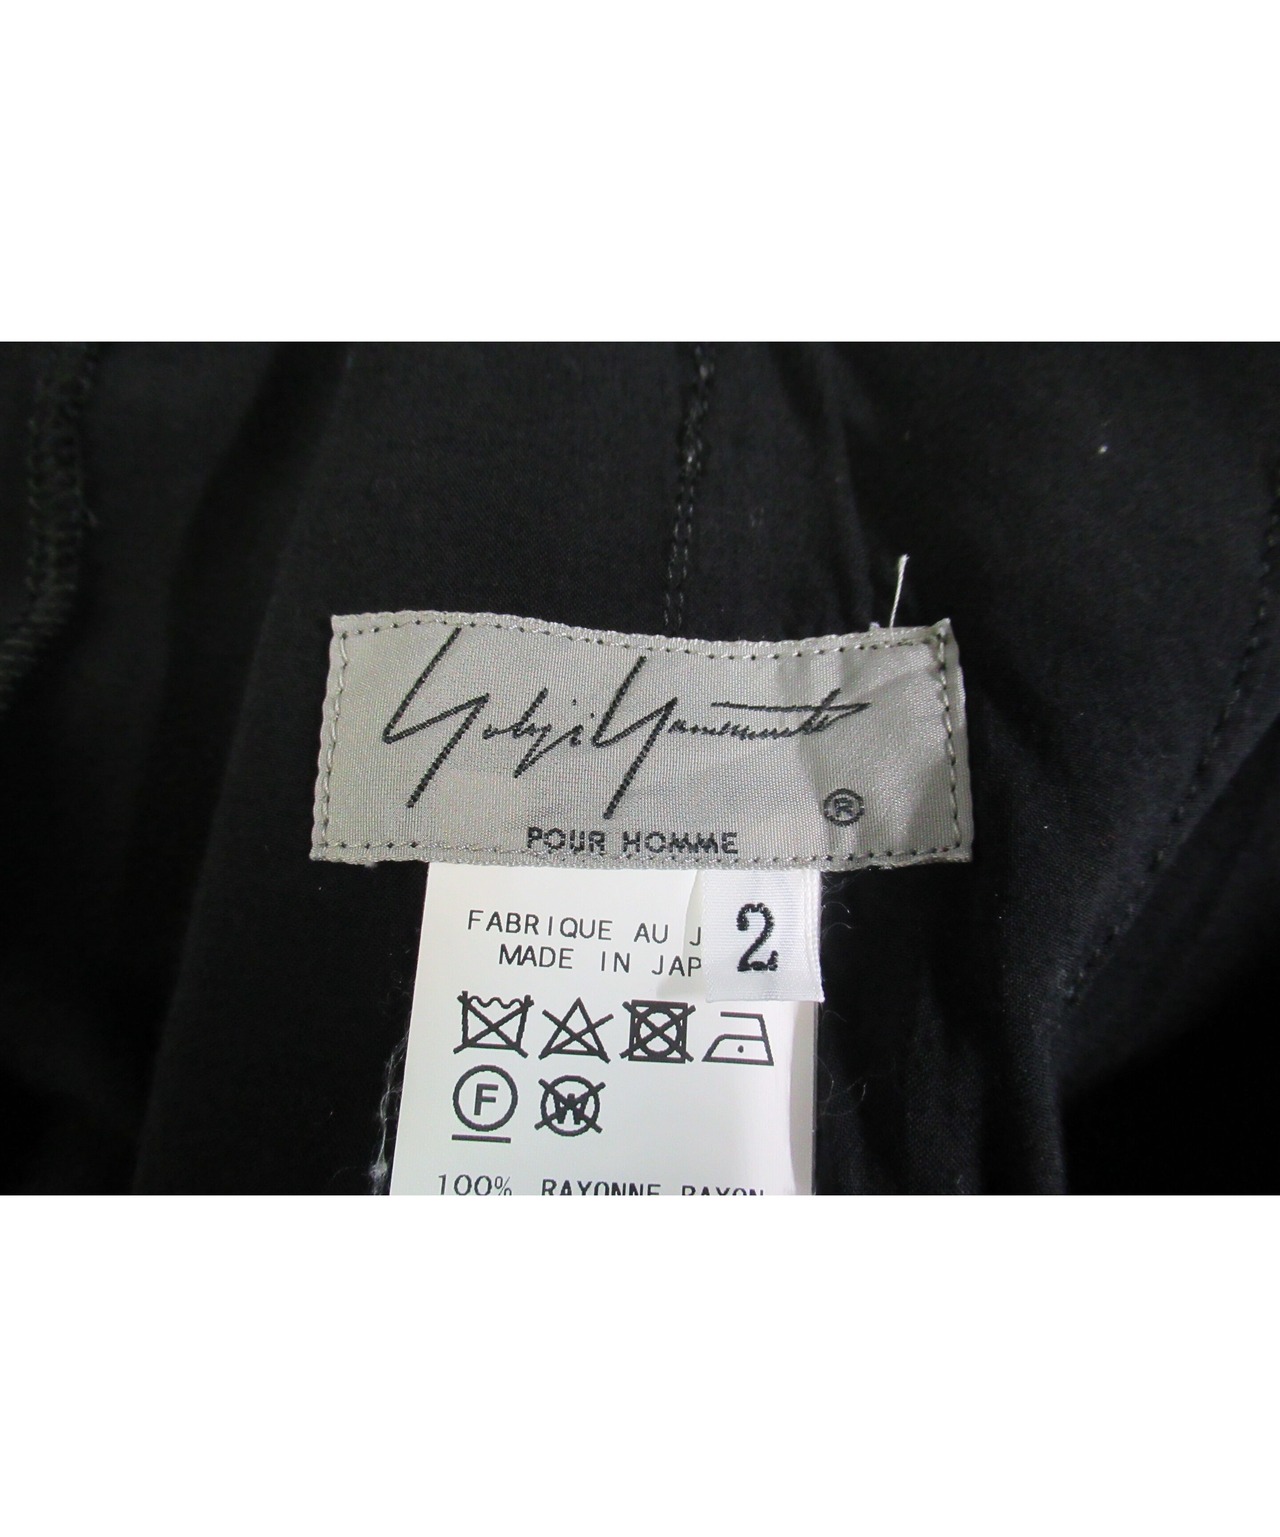 Yohji Yamamoto
®
POUR HOMME
2
FABRIQUE AU J
MADE IN JAP
F
W
100% RAYONNE RAYON